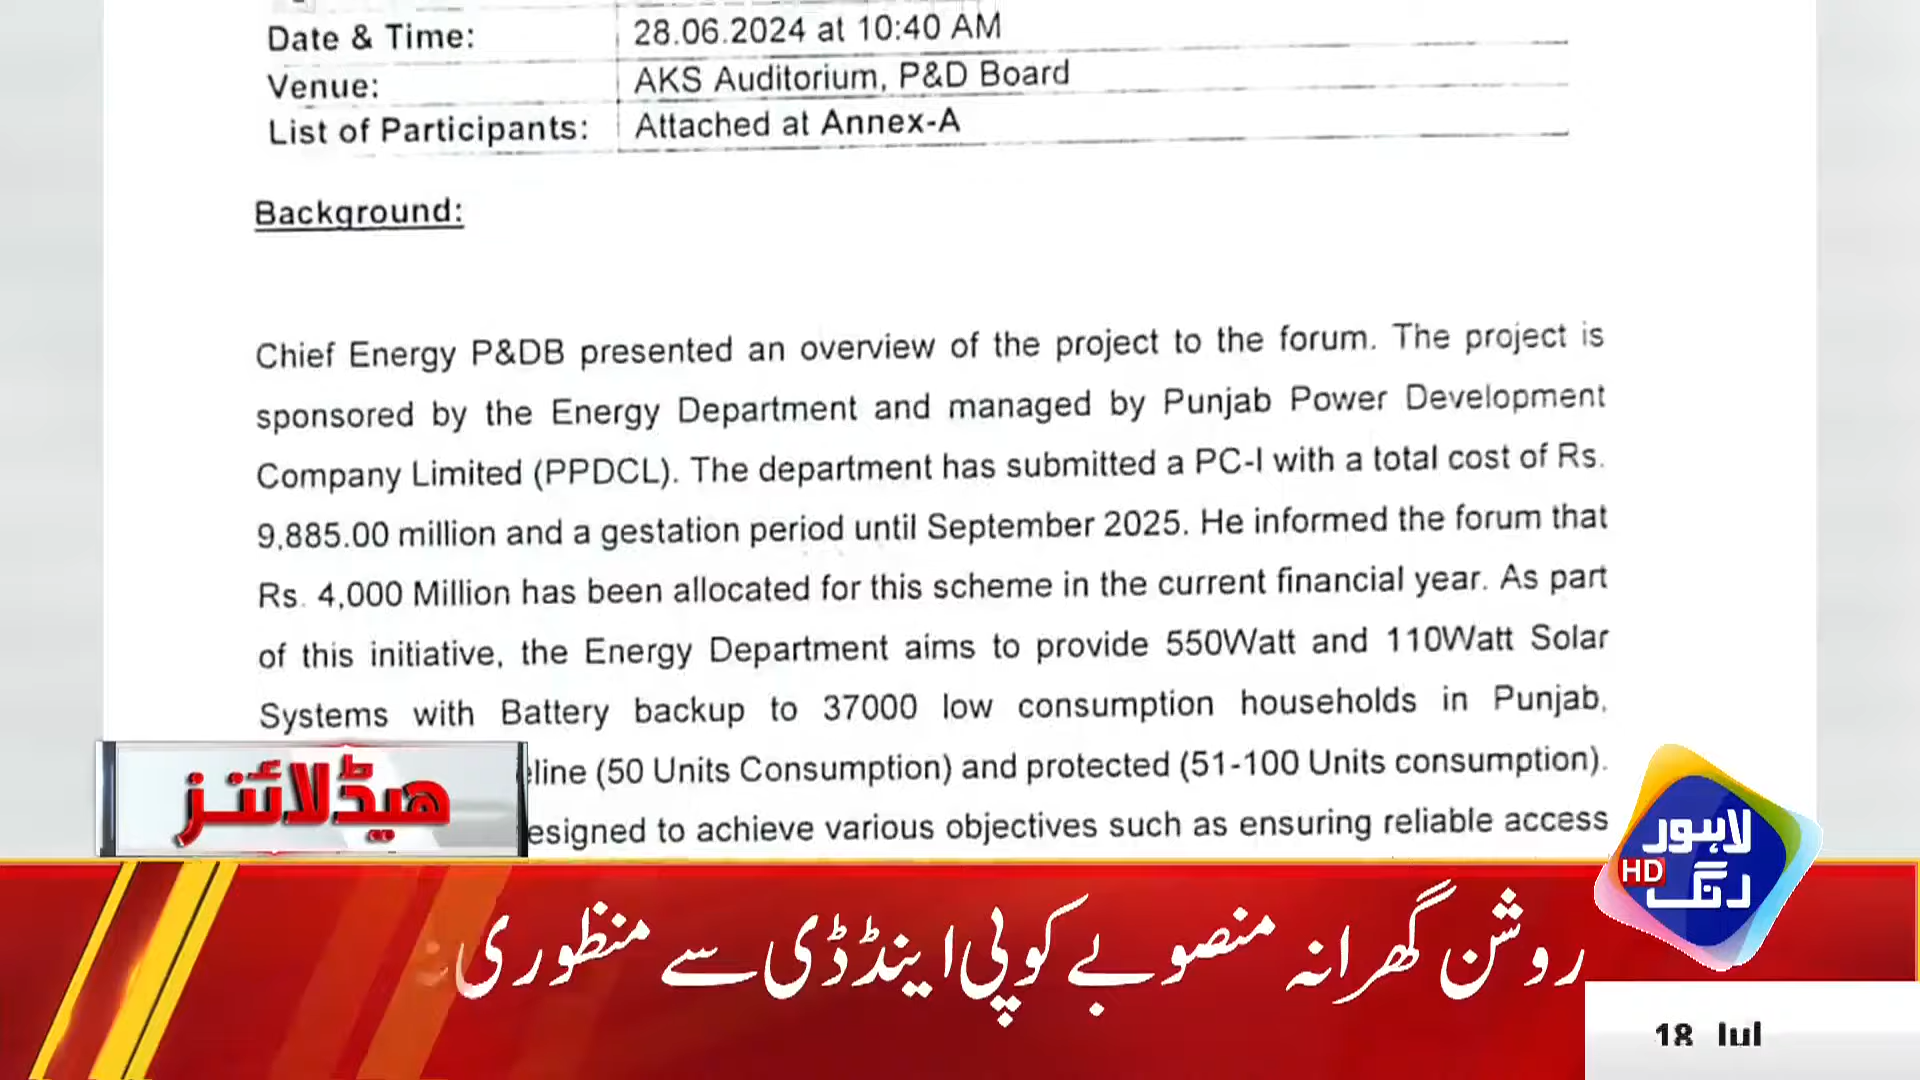 Date & Time: 28.06.2024 at 10:40 AM
Venue: AKS Auditorium, P&D Board
List of Participants: Attached at Annex-A
Background:
Chief Energy P&DB presented an overview of the project to the forum. The project is
sponsored by the Energy Department and managed by Punjab Power Development
Company Limited (PPDCL). The department has submitted a PC-I with a total cost of Rs.
9,885.00 million and a gestation period until September 2025. He informed the forum that
Rs. 4,000 Million has been allocated for this scheme in the current financial year. As part
of this initiative, the Energy Department aims to provide 550Watt and 110Watt Solar
Systems with Battery backup to 37000 low consumption households in Punjab,
line (50 Units Consumption) and protected (51-100 Units consumption).
esigned to achieve various objectives such as ensuring reliable access
ہیڈلائنز
لاہور
رنگ
HD
روشن گھرانہ منصوبے کو پی اینڈ ڈی سے منظوری
18 Jul